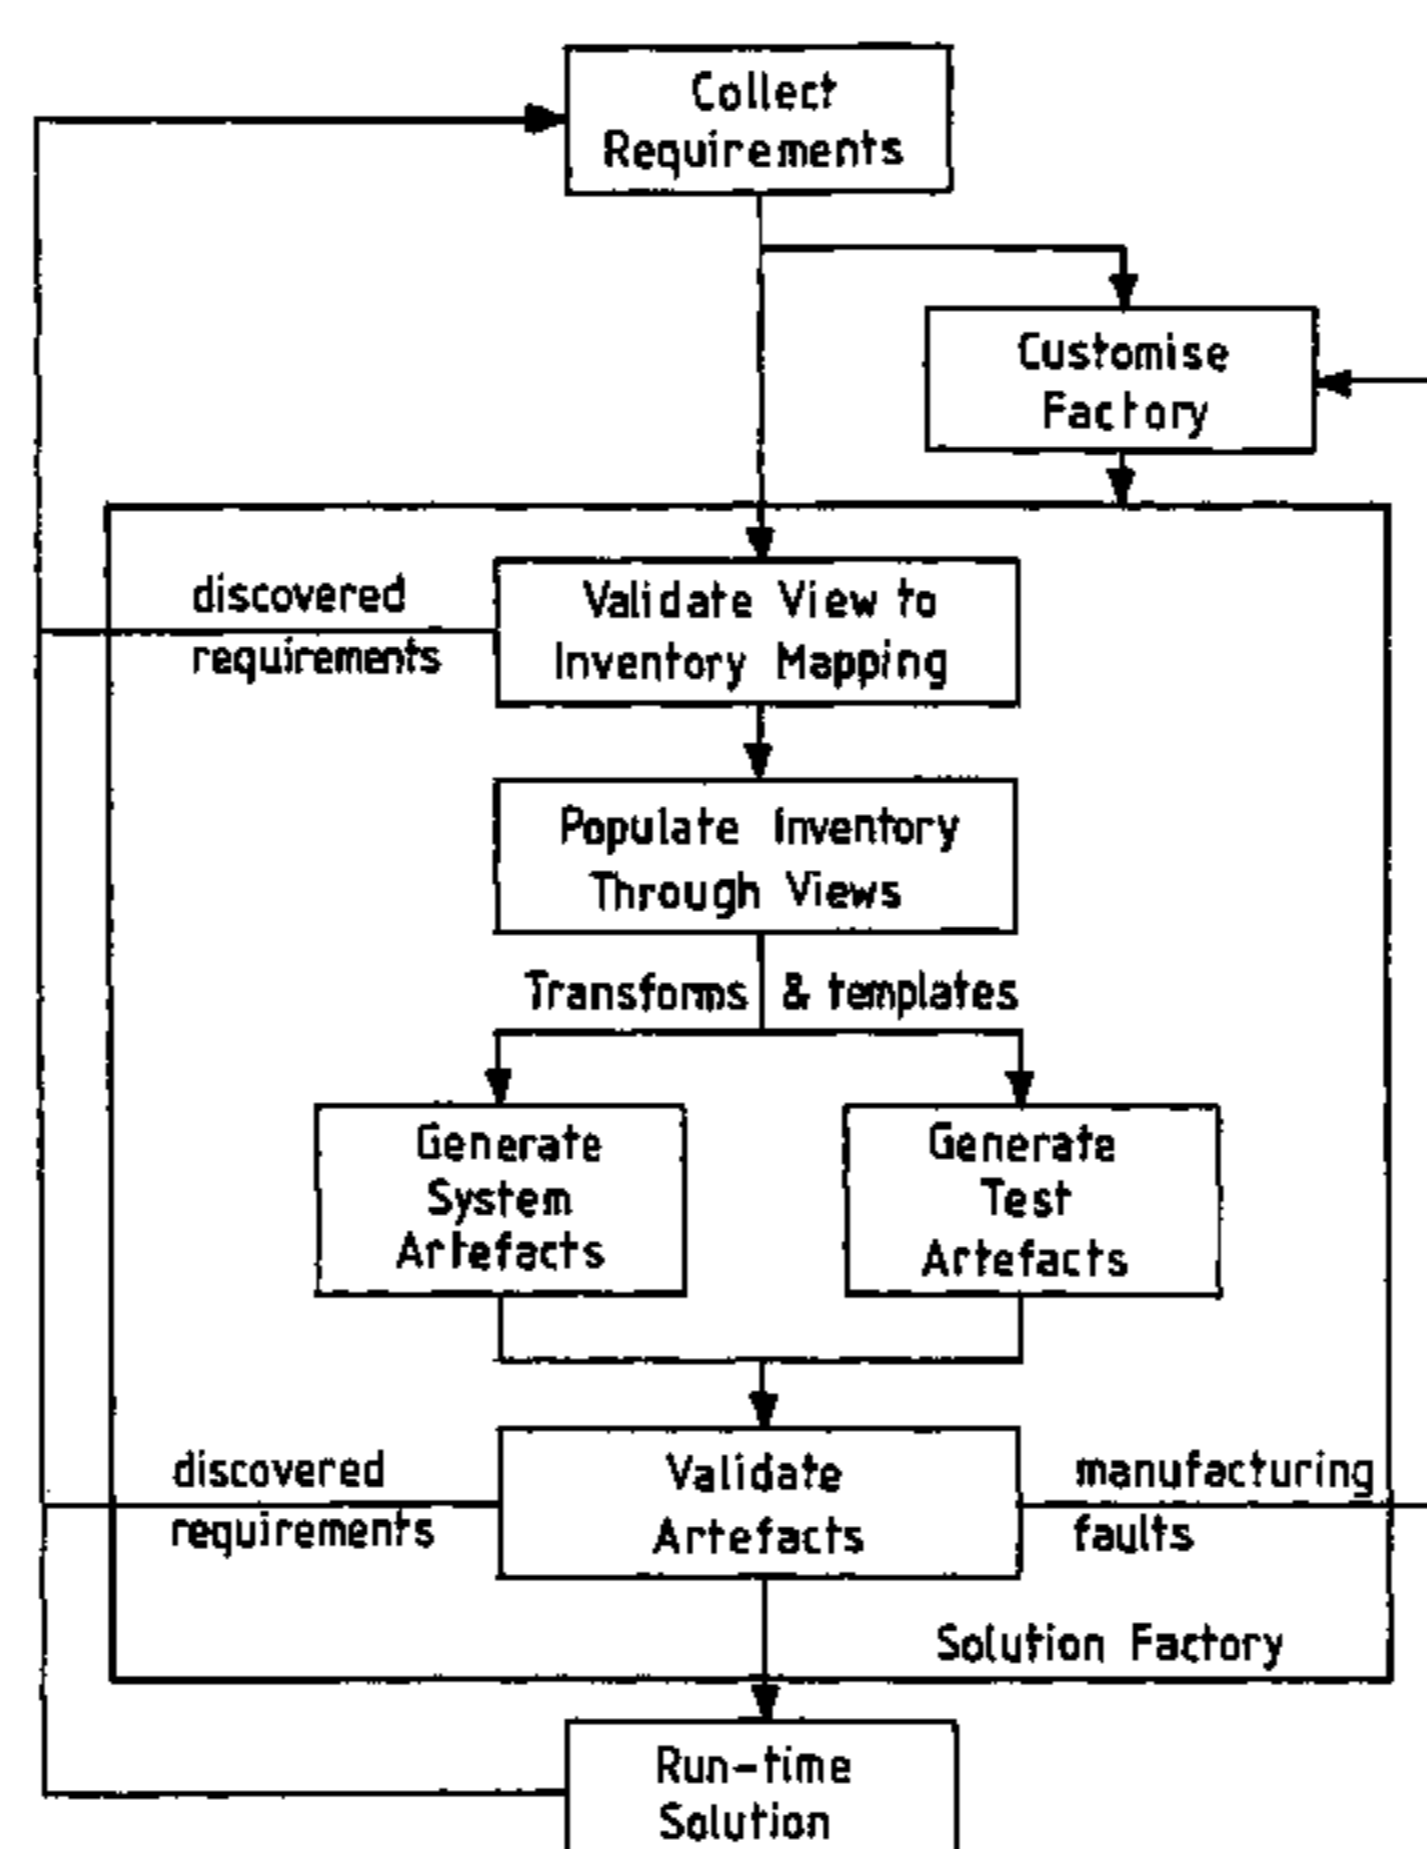 Collect
Requirements
Customise
Factory
discovered
requirements
Validate View to
Inventory Mapping
Populate Inventory
Through Views
Transforms & templates
Generate
System
Artefacts
Generate
Test
Artefacts
discovered
requirements
Validate
Artefacts
manufacturing
faults
Solution Factory
Run-time
Solution